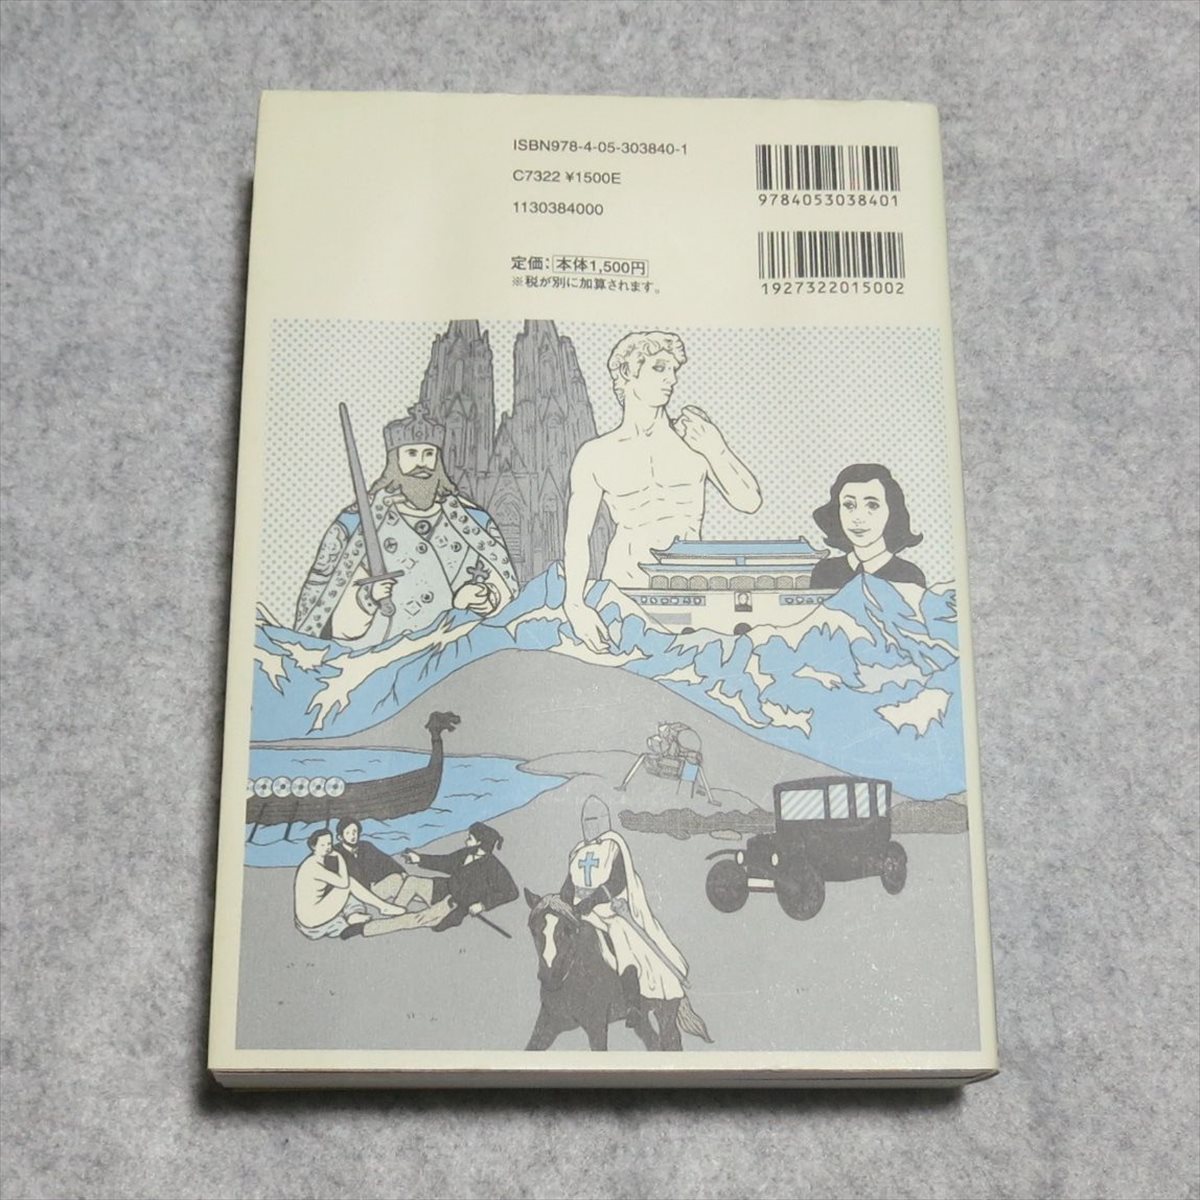 ISBN978-4-05-303840-1
C7322 ¥1500E
1130384000
定価：本体1,500円
※税が別に加算されます。
9784053038401
1927322015002